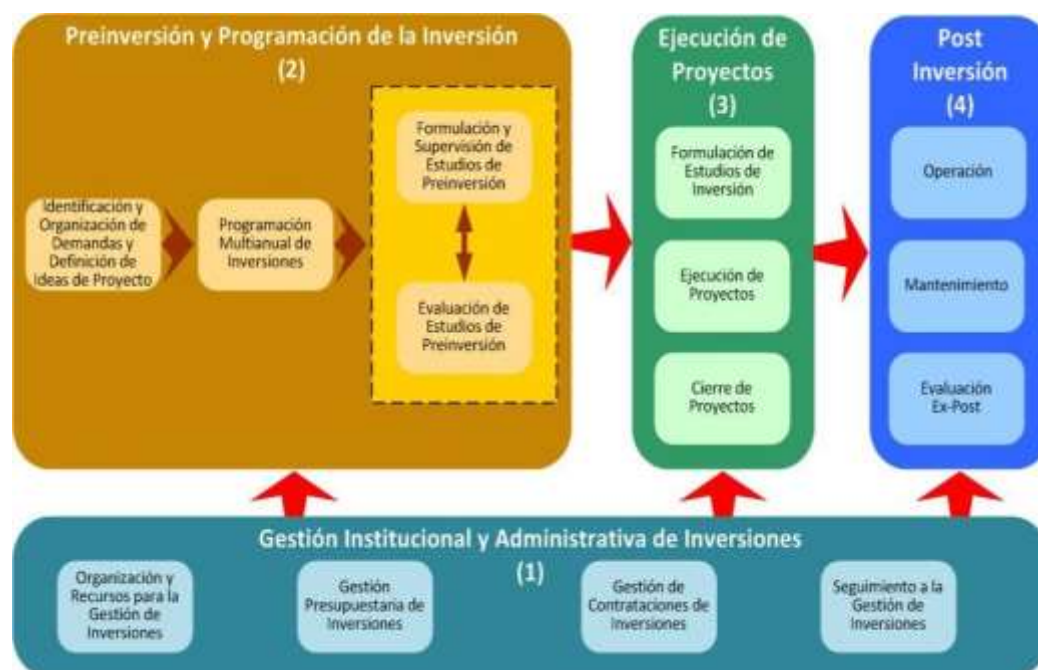 Preinversión y Programación de la Inversión
(2)
Identificación y
Organización de
Demandas y
Definición de
Ideas de Proyecto
Programación
Multianual de
Inversiones
Formulación y
Supervisión de
Estudios de
Preinversión
Evaluación de
Estudios de
Preinversión
Ejecución de
Proyectos
(3)
Formulación de
Estudios de
Inversión
Ejecución de
Proyectos
Cierre de
Proyectos
Post
Inversión
(4)
Operación
Mantenimiento
Evaluación
Ex-Post
Gestión Institucional y Administrativa de Inversiones
(1)
Organización y
Recursos para la
Gestión de
Inversiones
Gestión
Presupuestaria de
Inversiones
Gestión de
Contrataciones de
Inversiones
Seguimiento a la
Gestión de
Inversiones